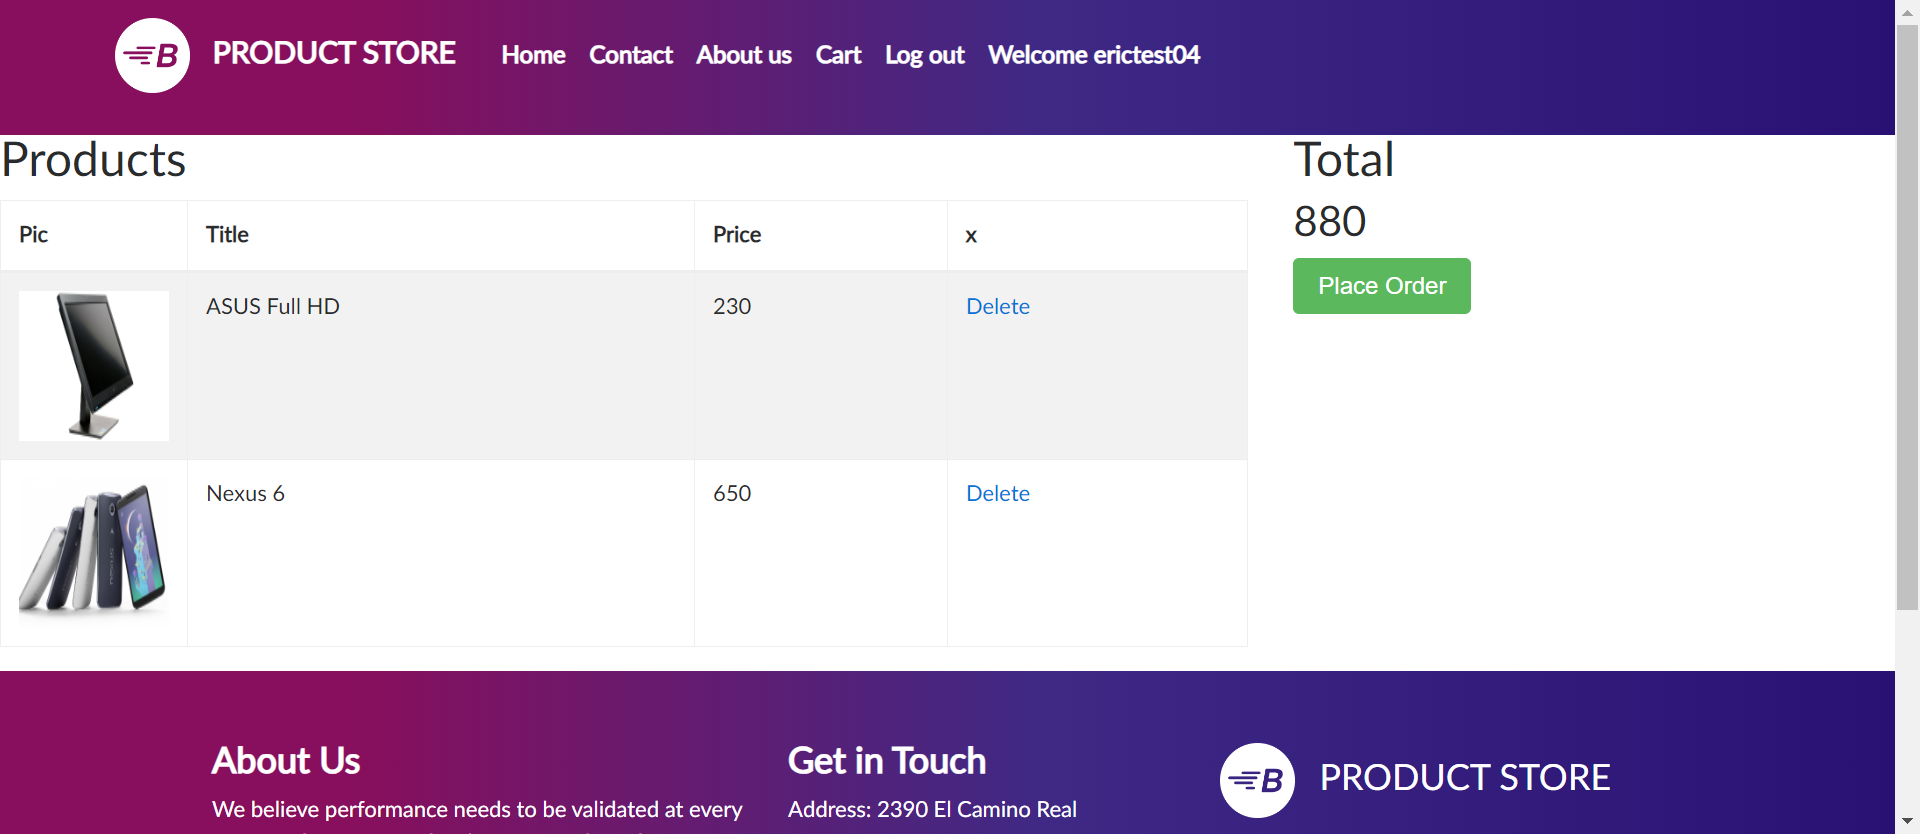 B PRODUCT STORE Home Contact About us Cart Log out Welcome erictest04
Products
Pic Title Price x
ASUS Full HD 230 Delete
Nexus 6 650 Delete
Total
880
Place Order
About Us
We believe performance needs to be validated at every
Get in Touch
Address: 2390 El Camino Real
B PRODUCT STORE